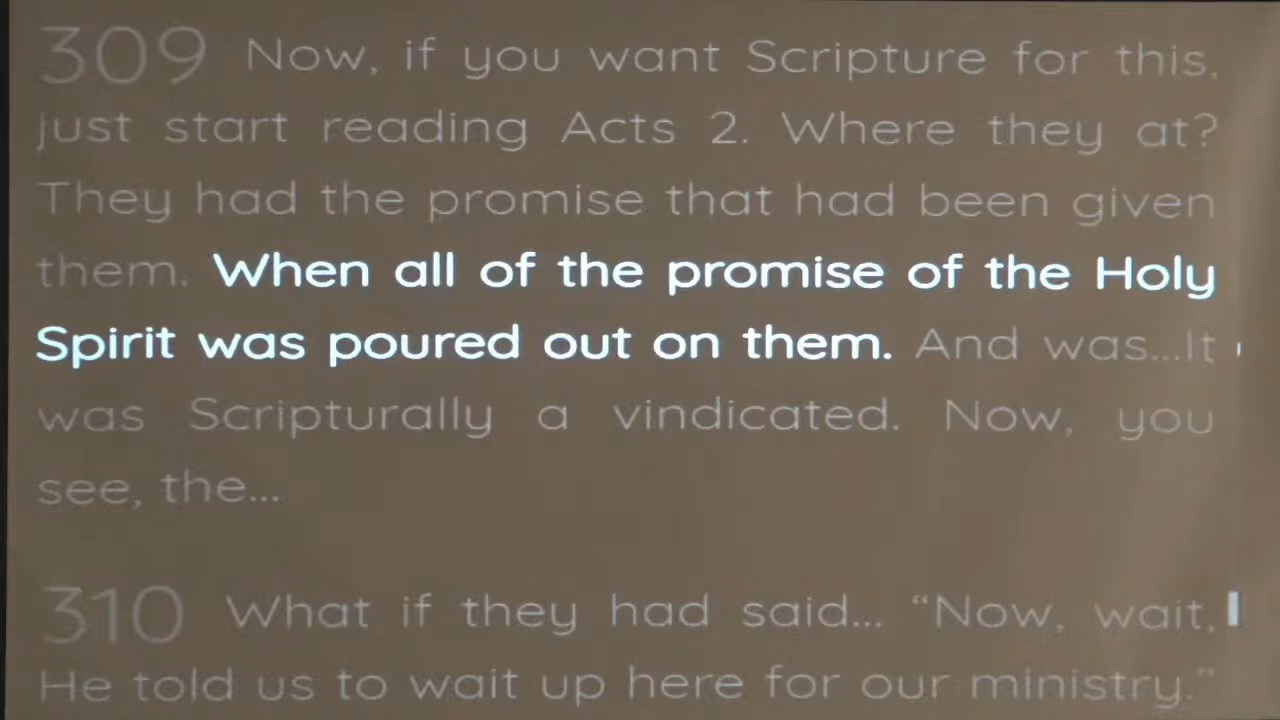 309 Now, if you want Scripture for this,
just start reading Acts 2. Where they at?
They had the promise that had been given
them. When all of the promise of the Holy
Spirit was poured out on them. And was...It
was Scripturally a vindicated. Now, you
see, the...
310 What if they had said... “Now, wait,
He told us to wait up here for our ministry.”